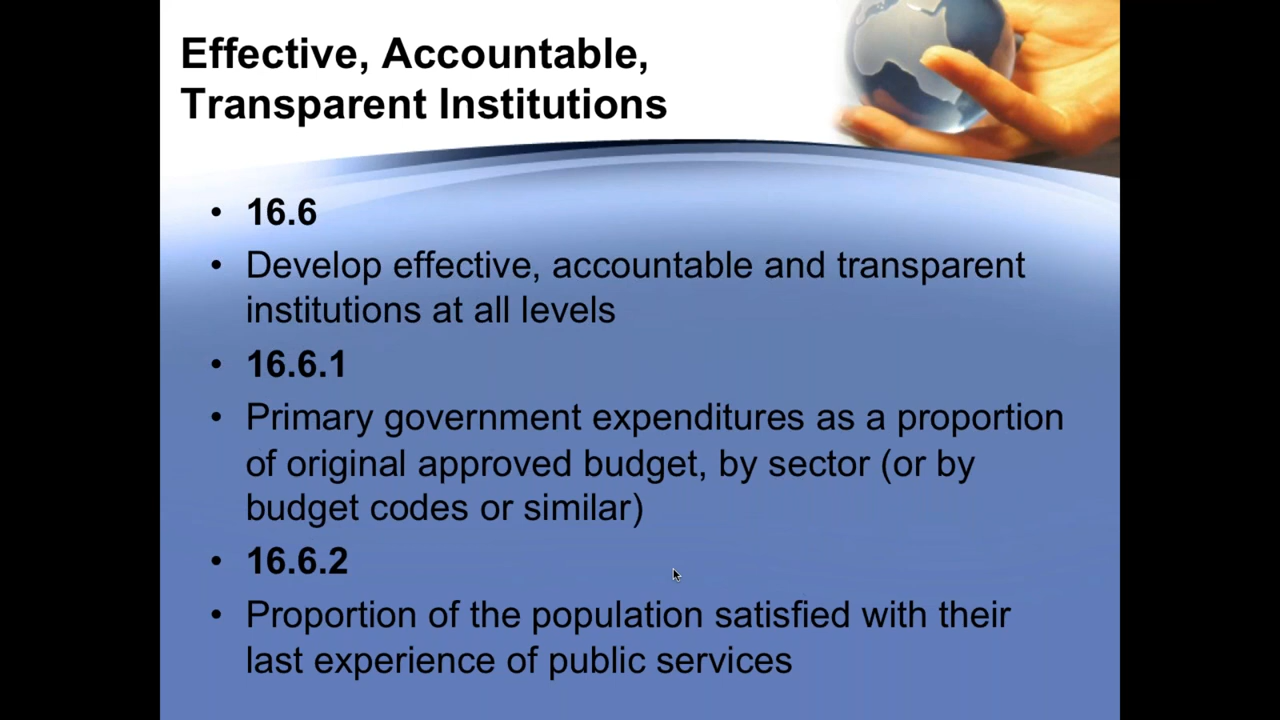 Effective, Accountable,
Transparent Institutions
• 16.6
• Develop effective, accountable and transparent
institutions at all levels
• 16.6.1
• Primary government expenditures as a proportion
of original approved budget, by sector (or by
budget codes or similar)
• 16.6.2
• Proportion of the population satisfied with their
last experience of public services